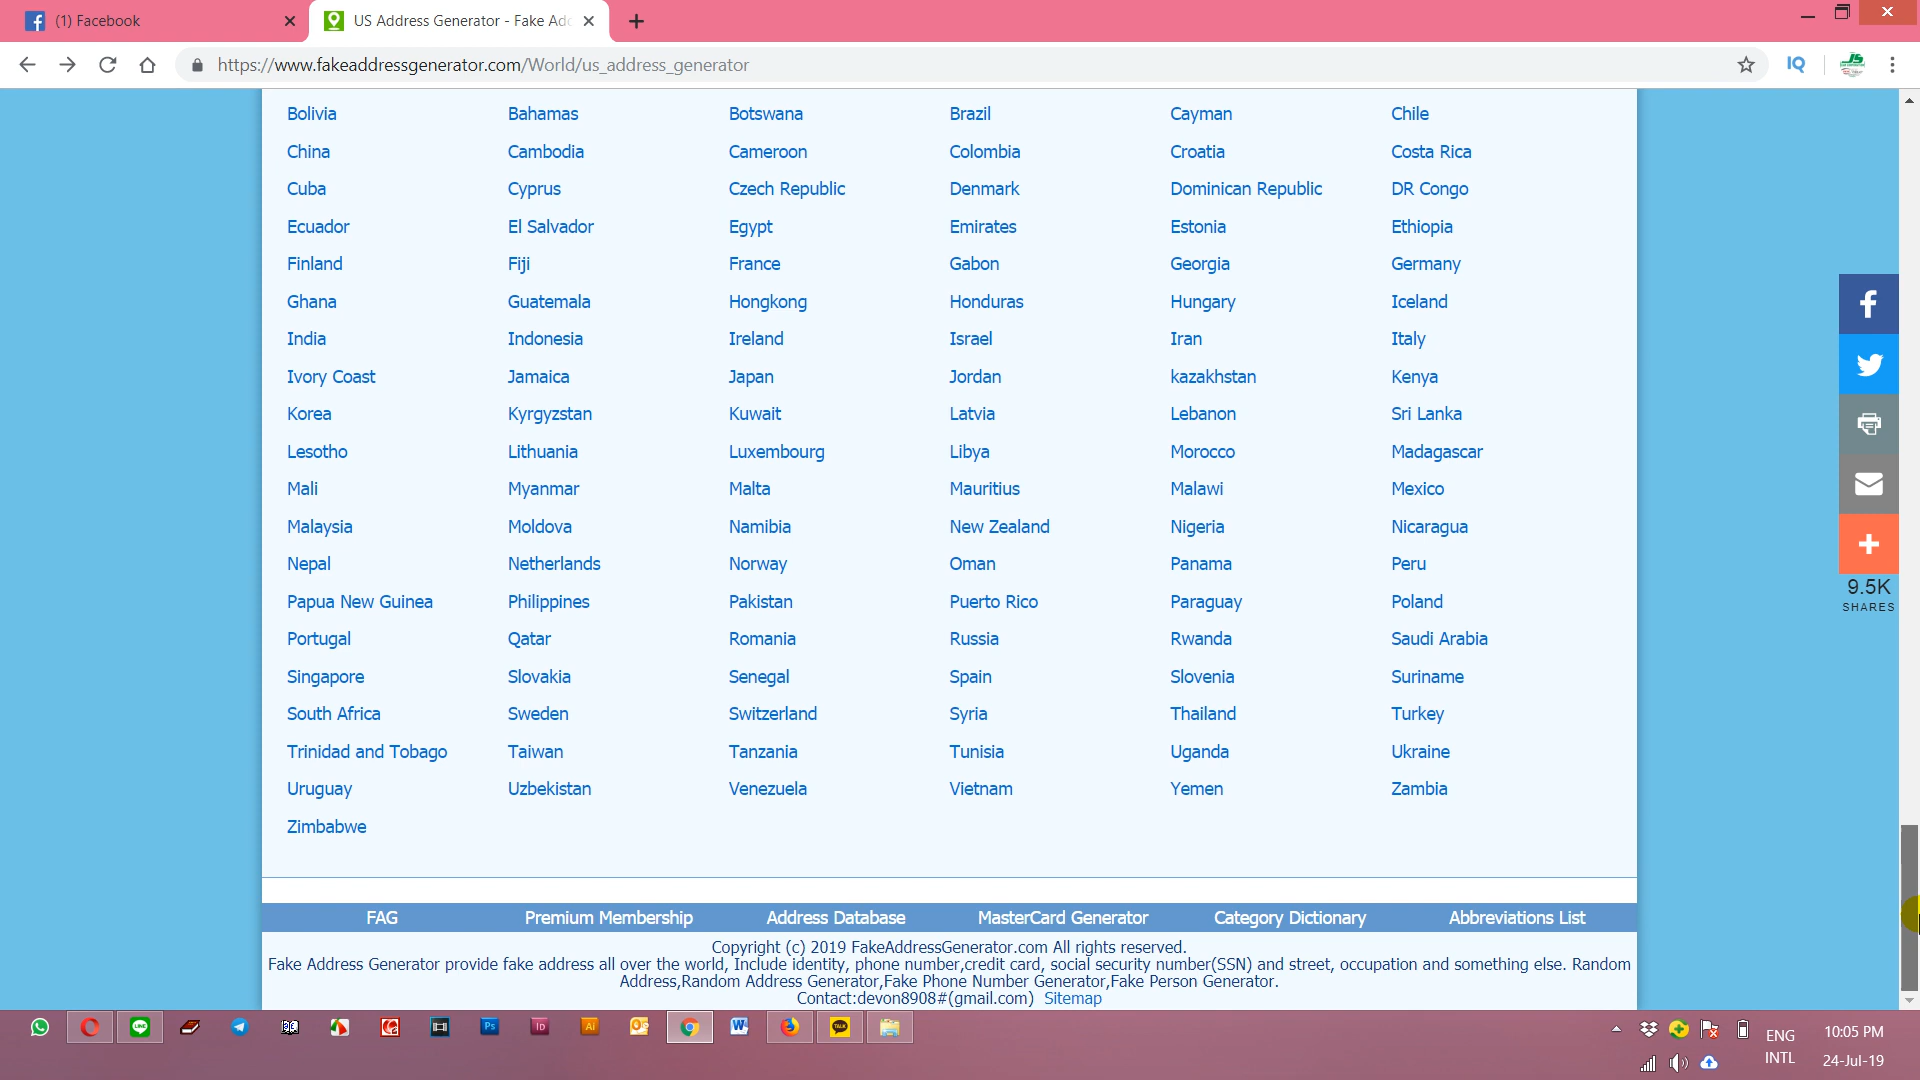 (1) Facebook
US Address Generator - Fake Add
https://www.fakeaddressgenerator.com/World/us_address_generator
IQ
JS
Bolivia Bahamas Botswana Brazil Cayman Chile
China Cambodia Cameroon Colombia Croatia Costa Rica
Cuba Cyprus Czech Republic Denmark Dominican Republic DR Congo
Ecuador El Salvador Egypt Emirates Estonia Ethiopia
Finland Fiji France Gabon Georgia Germany
Ghana Guatemala Hongkong Honduras Hungary Iceland
India Indonesia Ireland Israel Iran Italy
Ivory Coast Jamaica Japan Jordan kazakhstan Kenya
Korea Kyrgyzstan Kuwait Latvia Lebanon Sri Lanka
Lesotho Lithuania Luxembourg Libya Morocco Madagascar
Mali Myanmar Malta Mauritius Malawi Mexico
Malaysia Moldova Namibia New Zealand Nigeria Nicaragua
Nepal Netherlands Norway Oman Panama Peru
Papua New Guinea Philippines Pakistan Puerto Rico Paraguay Poland
Portugal Qatar Romania Russia Rwanda Saudi Arabia
Singapore Slovakia Senegal Spain Slovenia Suriname
South Africa Sweden Switzerland Syria Thailand Turkey
Trinidad and Tobago Taiwan Tanzania Tunisia Uganda Ukraine
Uruguay Uzbekistan Venezuela Vietnam Yemen Zambia
Zimbabwe
9.5K
SHARES
FAG Premium Membership Address Database MasterCard Generator Category Dictionary Abbreviations List
Copyright (c) 2019 FakeAddressGenerator.com All rights reserved.
Fake Address Generator provide fake address all over the world, Include identity, phone number,credit card, social security number(SSN) and street, occupation and something else. Random
Address,Random Address Generator,Fake Phone Number Generator,Fake Person Generator.
Contact:devon8908#(gmail.com) Sitemap
LINE
Ps
Id
Ai
W
TALK
ENG
INTL
10:05 PM
24-Jul-19